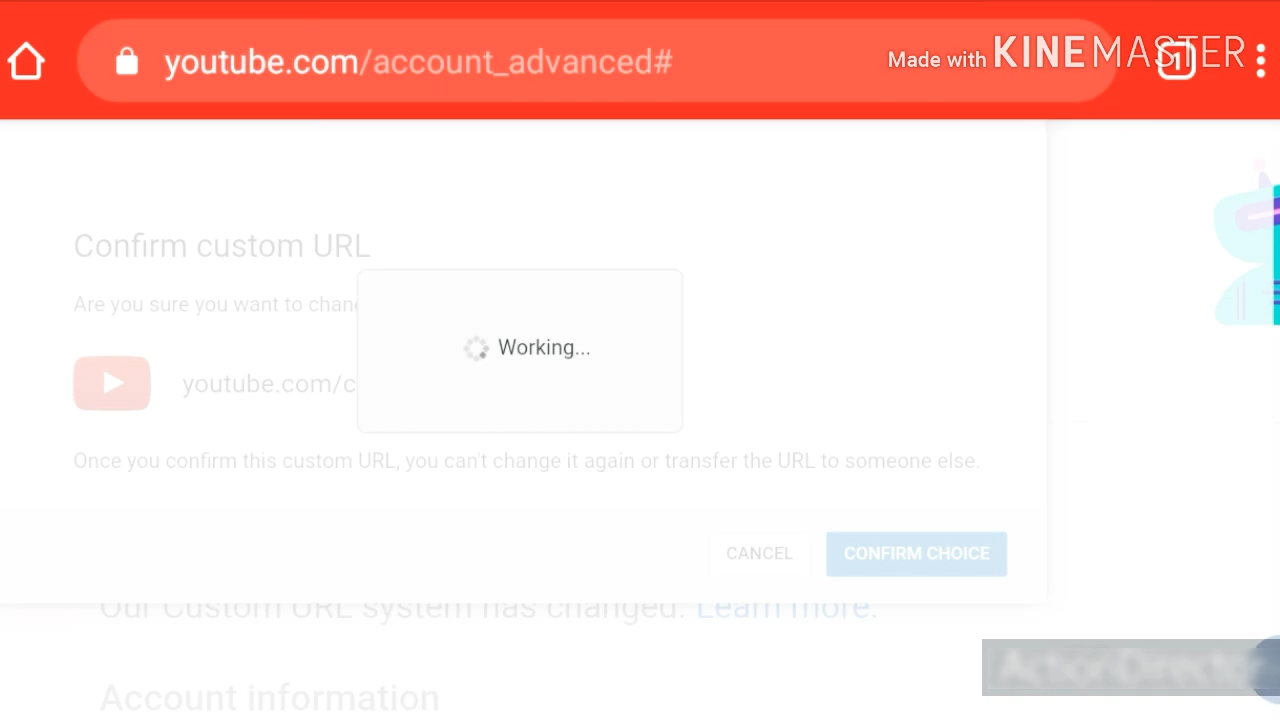 youtube.com/account_advanced#
Made with KINEMASTER
1
Confirm custom URL
Are you sure you want to chan
Working...
youtube.com/c
Once you confirm this custom URL, you can't change it again or transfer the URL to someone else.
CANCEL
CONFIRM CHOICE
Our Custom URL system has changed. Learn more.
ActionDirector
Account information